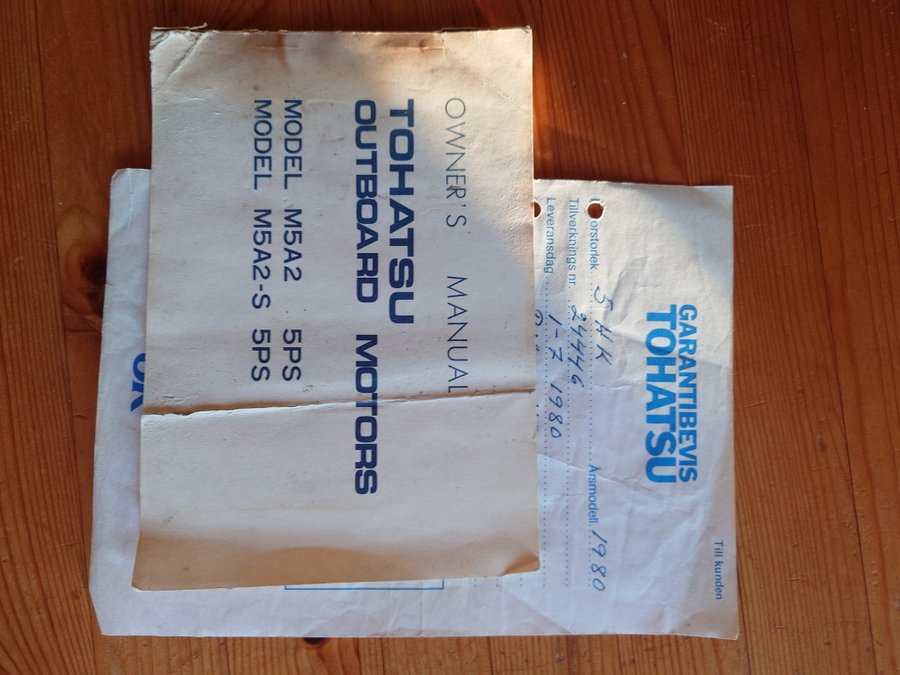 OWNER'S MANUAL
TOHATSU
OUTBOARD MOTORS
MODEL M5A2 5PS
MODEL M5A2-S 5PS
Till kunden
GARANTIBEVIS
TOHATSU
orstorlek 5 HK Årsmodell 1980
Tillverknings nr. 24446
Leveransdag 1-7 1980